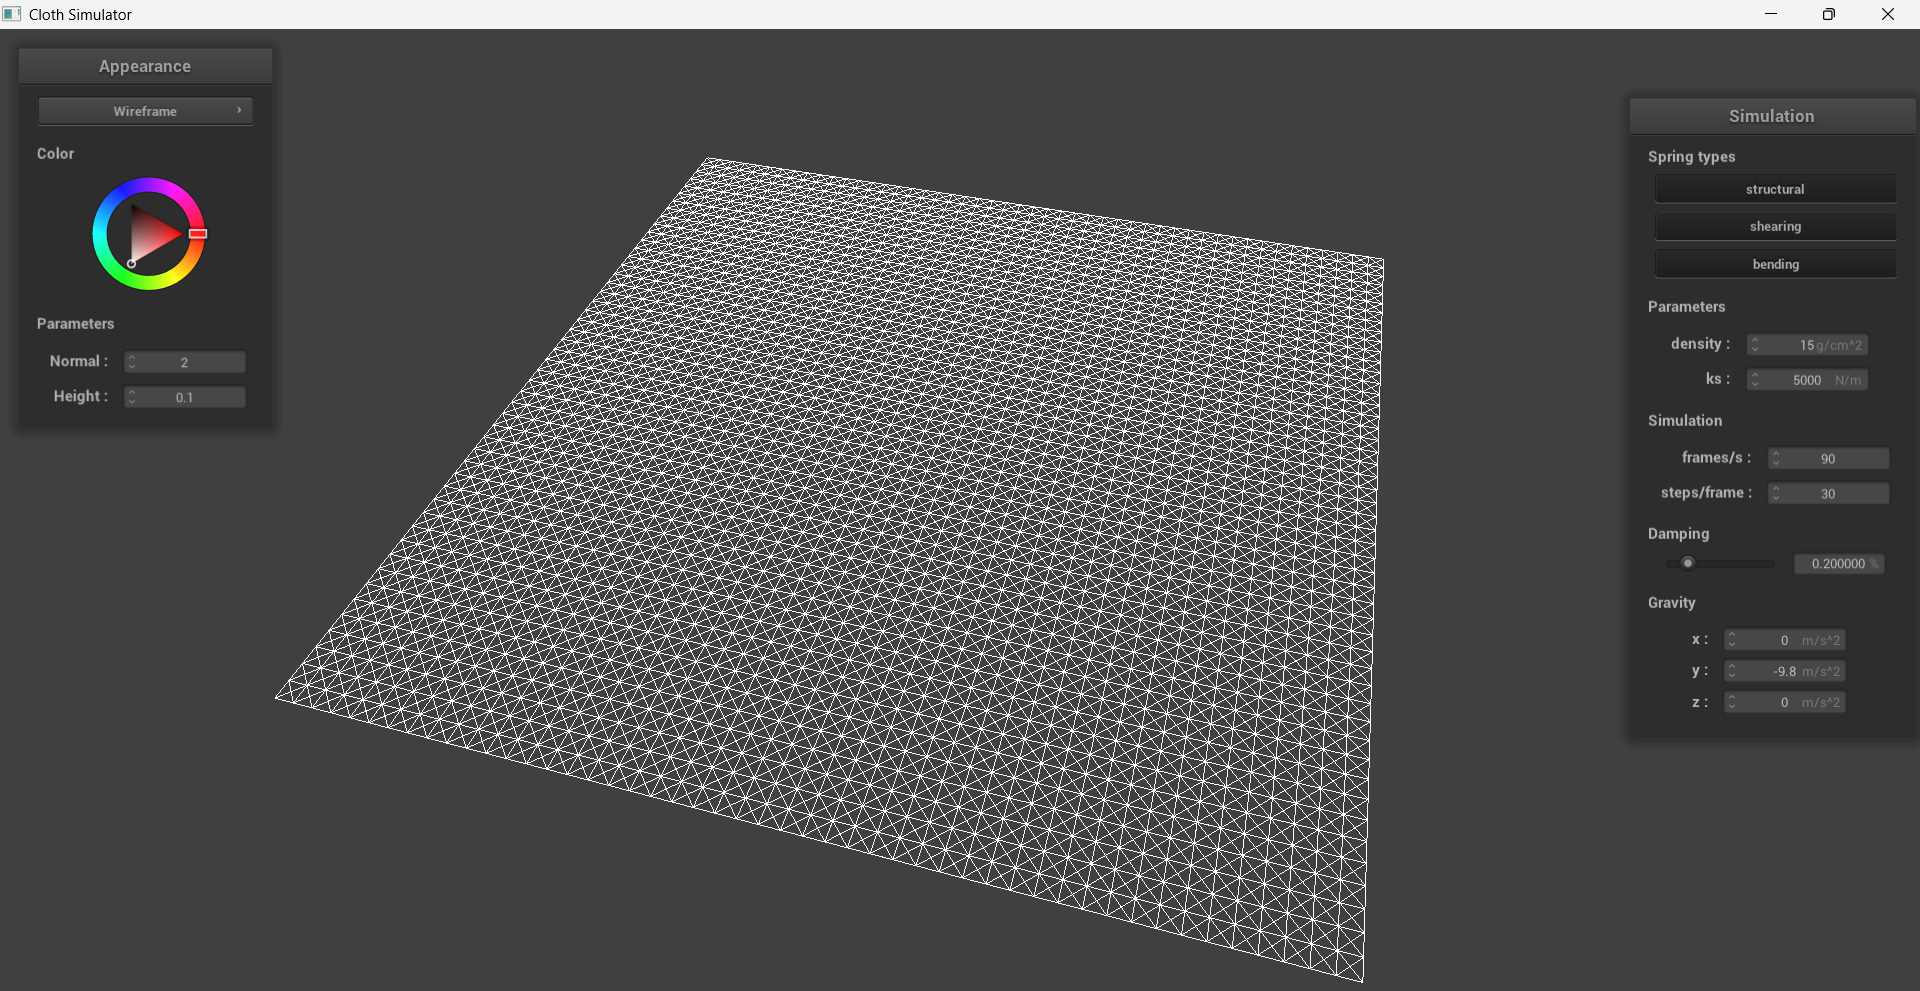 Cloth Simulator
Appearance
Wireframe
Color
Parameters
Normal : 2
Height : 0.1
Simulation
Spring types
structural
shearing
bending
Parameters
density : 15 g/cm^2
ks : 5000 N/m
Simulation
frames/s : 90
steps/frame : 30
Damping
0.200000 %
Gravity
x : 0 m/s^2
y : -9.8 m/s^2
z : 0 m/s^2